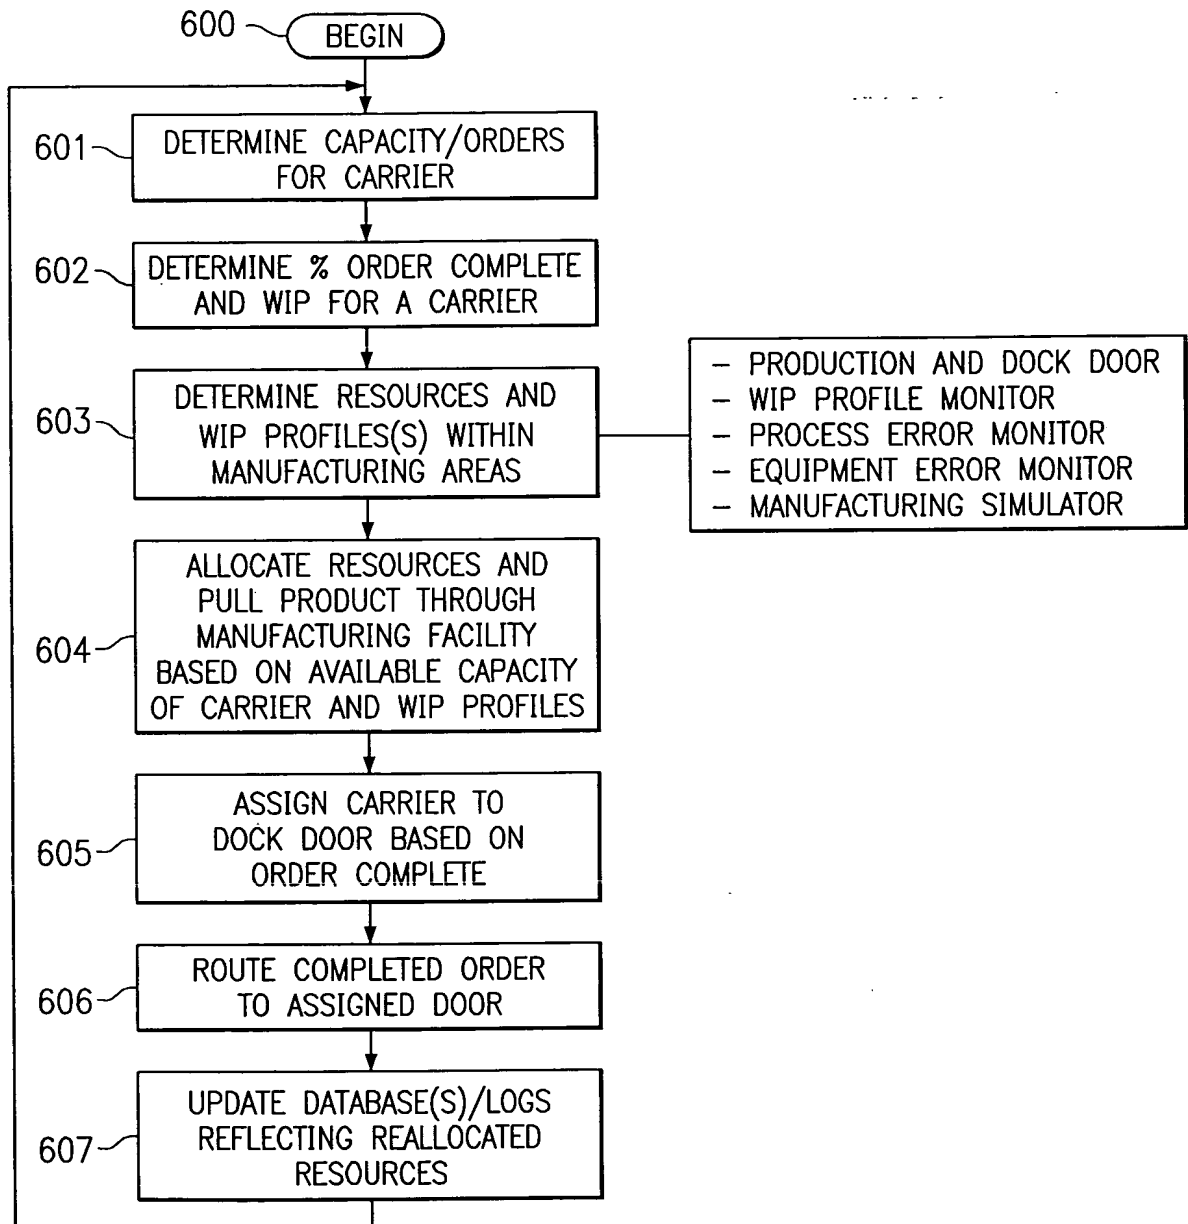 600
BEGIN
601
DETERMINE CAPACITY/ORDERS
FOR CARRIER
602
DETERMINE % ORDER COMPLETE
AND WIP FOR A CARRIER
603
DETERMINE RESOURCES AND
WIP PROFILES(S) WITHIN
MANUFACTURING AREAS
– PRODUCTION AND DOCK DOOR
– WIP PROFILE MONITOR
– PROCESS ERROR MONITOR
– EQUIPMENT ERROR MONITOR
– MANUFACTURING SIMULATOR
604
ALLOCATE RESOURCES AND
PULL PRODUCT THROUGH
MANUFACTURING FACILITY
BASED ON AVAILABLE CAPACITY
OF CARRIER AND WIP PROFILES
605
ASSIGN CARRIER TO
DOCK DOOR BASED ON
ORDER COMPLETE
606
ROUTE COMPLETED ORDER
TO ASSIGNED DOOR
607
UPDATE DATABASE(S)/LOGS
REFLECTING REALLOCATED
RESOURCES